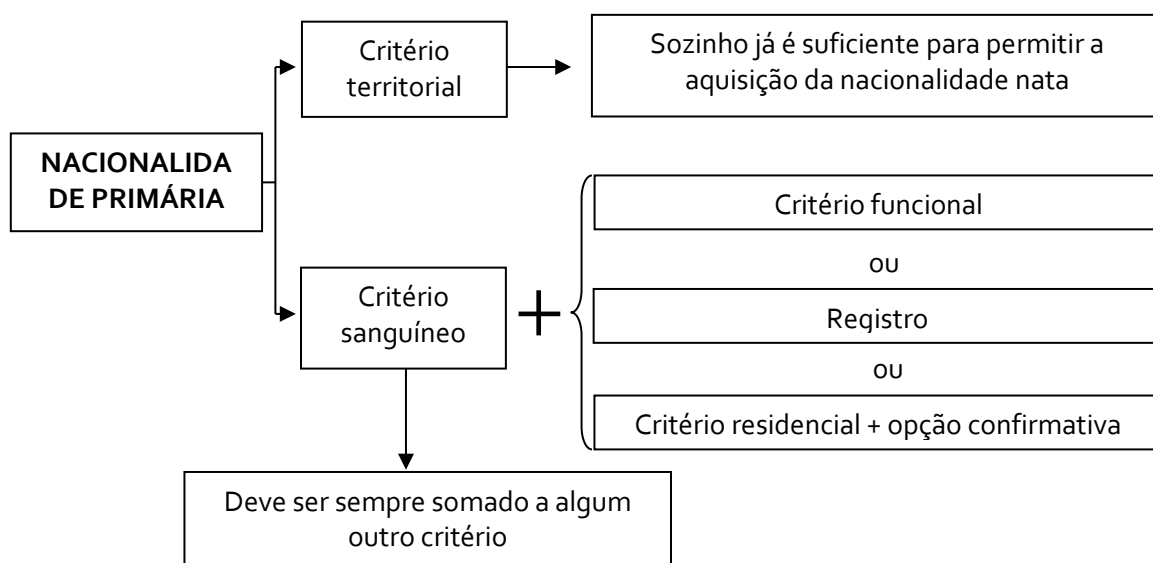 Critério
territorial
Sozinho já é suficiente para permitir a
aquisição da nacionalidade nata
NACIONALIDA
DE PRIMÁRIA
Critério funcional
ou
Critério
sanguíneo
+
Registro
ou
Critério residencial + opção confirmativa
Deve ser sempre somado a algum
outro critério